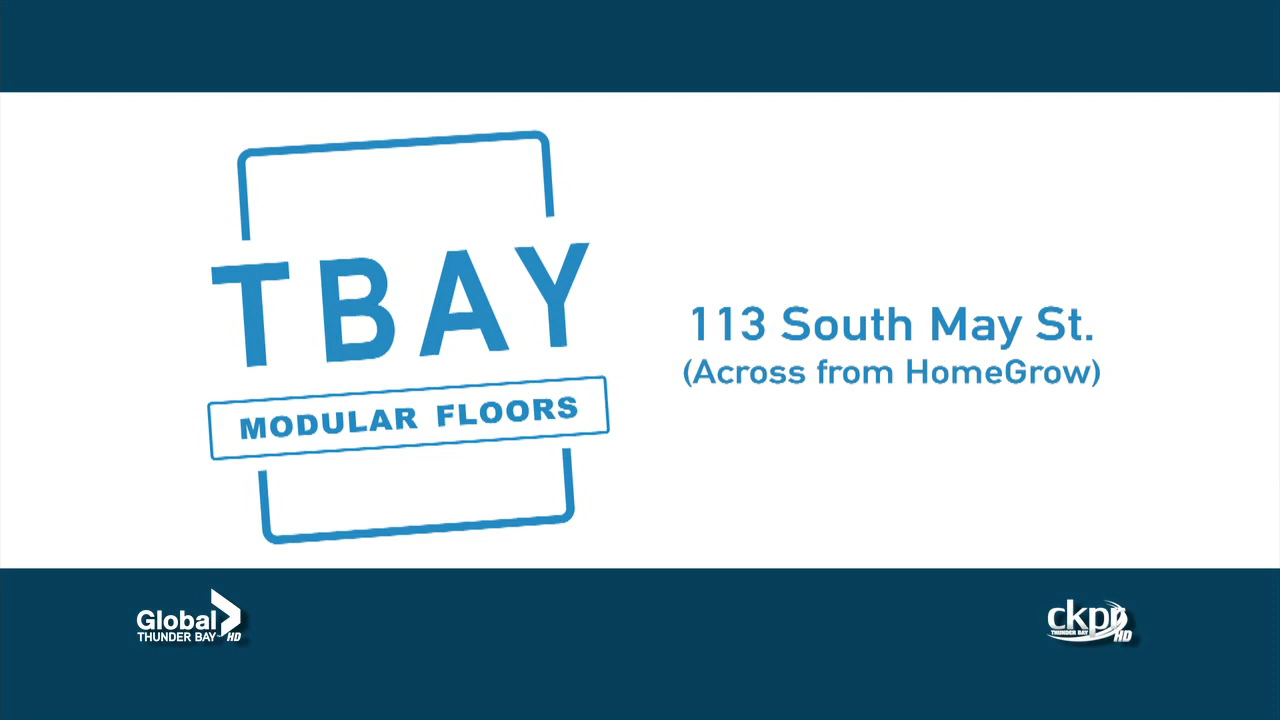 TBAY
MODULAR FLOORS
113 South May St.
(Across from HomeGrow)
Global
THUNDER BAY HD
ckpr
THUNDER BAY HD